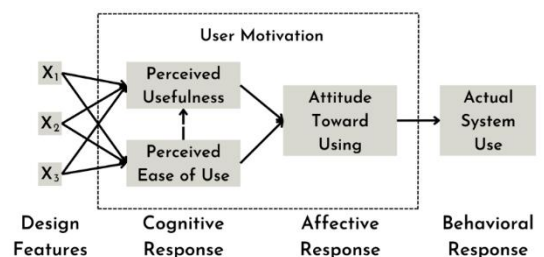 User Motivation
X1
X2
X3
Perceived
Usefulness
Perceived
Ease of Use
Attitude
Toward
Using
Actual
System
Use
Design
Features
Cognitive
Response
Affective
Response
Behavioral
Response